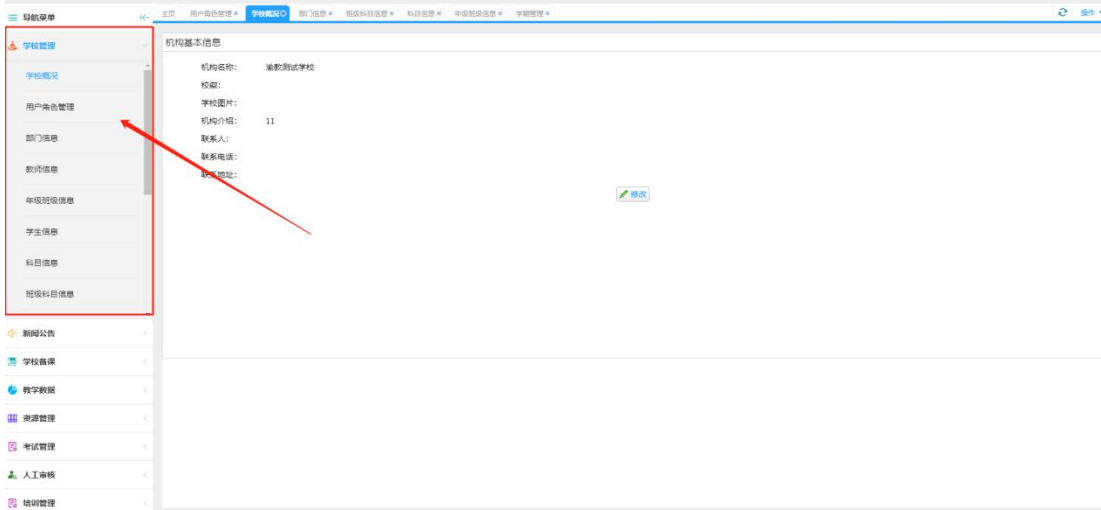 导航菜单
主页 用户角色管理 学校概况 部门信息 班级科目信息 科目信息 年级班级信息 学期管理 操作
学校管理
学校概况
用户角色管理
部门信息
教师信息
年级班级信息
学生信息
科目信息
班级科目信息
新闻公告
学校备课
教学数据
资源管理
考试管理
人工审核
培训管理
机构基本信息
机构名称： 渝教测试学校
校徽：
学校图片：
机构介绍： 11
联系人：
联系电话：
联系地址：
修改